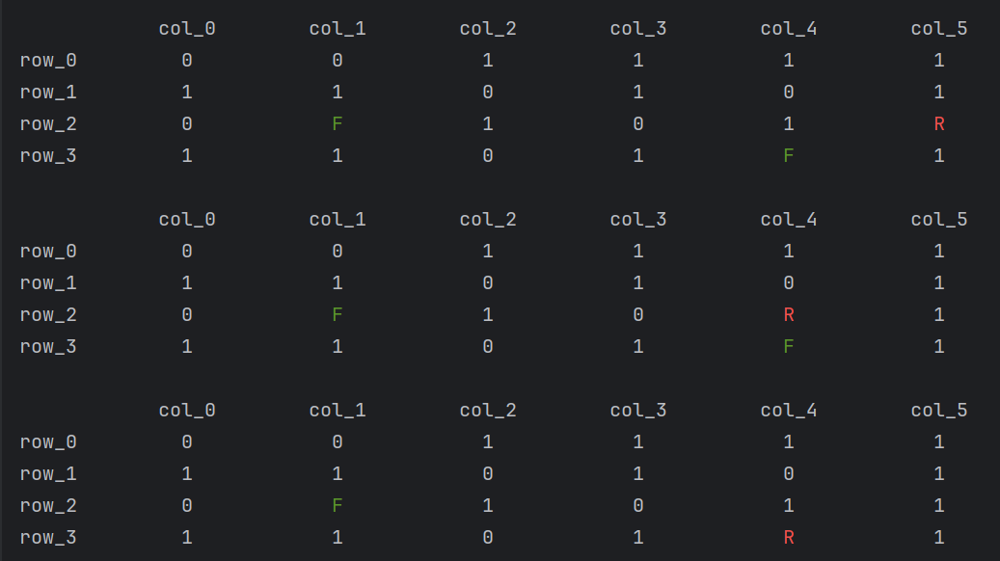 col_0 col_1 col_2 col_3 col_4 col_5
row_0 0 0 1 1 1 1
row_1 1 1 0 1 0 1
row_2 0 F 1 0 1 R
row_3 1 1 0 1 F 1
col_0 col_1 col_2 col_3 col_4 col_5
row_0 0 0 1 1 1 1
row_1 1 1 0 1 0 1
row_2 0 F 1 0 R 1
row_3 1 1 0 1 F 1
col_0 col_1 col_2 col_3 col_4 col_5
row_0 0 0 1 1 1 1
row_1 1 1 0 1 0 1
row_2 0 F 1 0 1 1
row_3 1 1 0 1 R 1